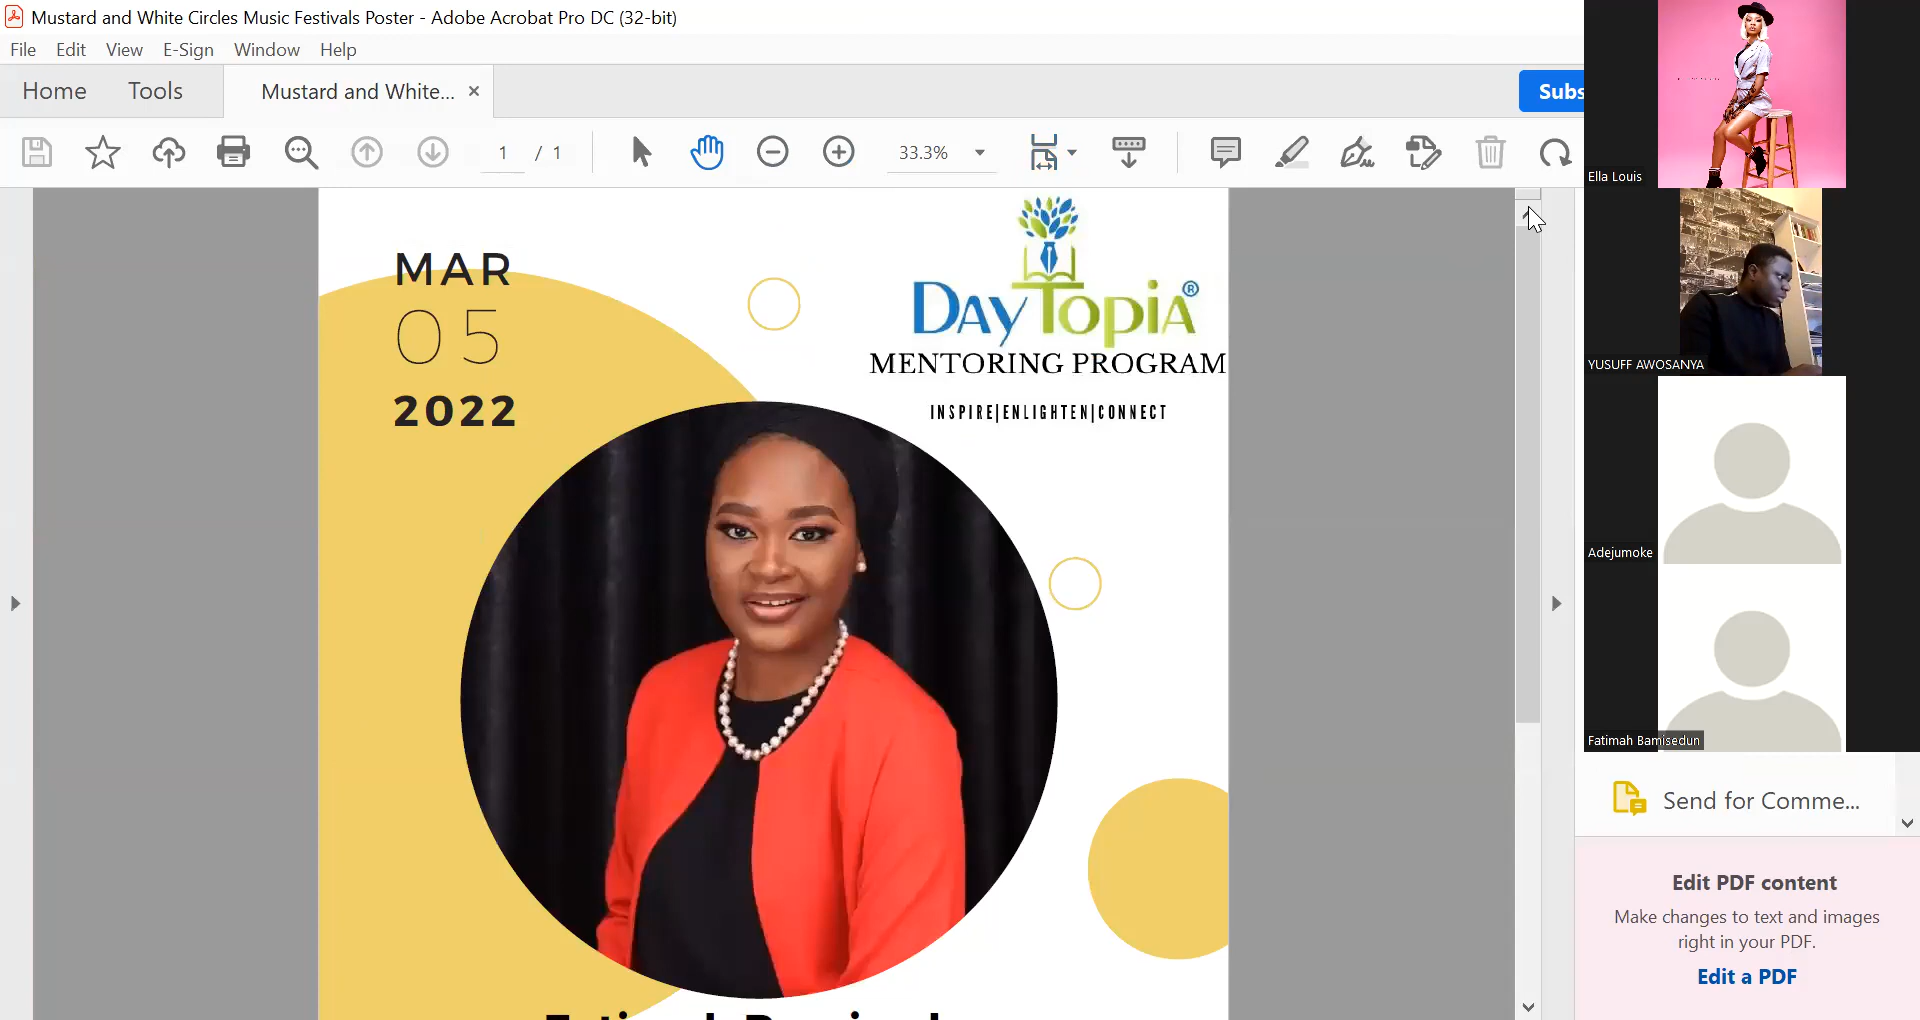 Mustard and White Circles Music Festivals Poster - Adobe Acrobat Pro DC (32-bit)
File Edit View E-Sign Window Help
Home Tools Mustard and White... ×
Subs
1 / 1
33.3%
MAR
05
2022
DayTopia®
MENTORING PROGRAM
INSPIRE|ENLIGHTEN|CONNECT
Ella Louis
YUSUFF AWOSANYA
Adejumoke
Fatimah Bamisedun
Send for Comme...
Edit PDF content
Make changes to text and images
right in your PDF.
Edit a PDF